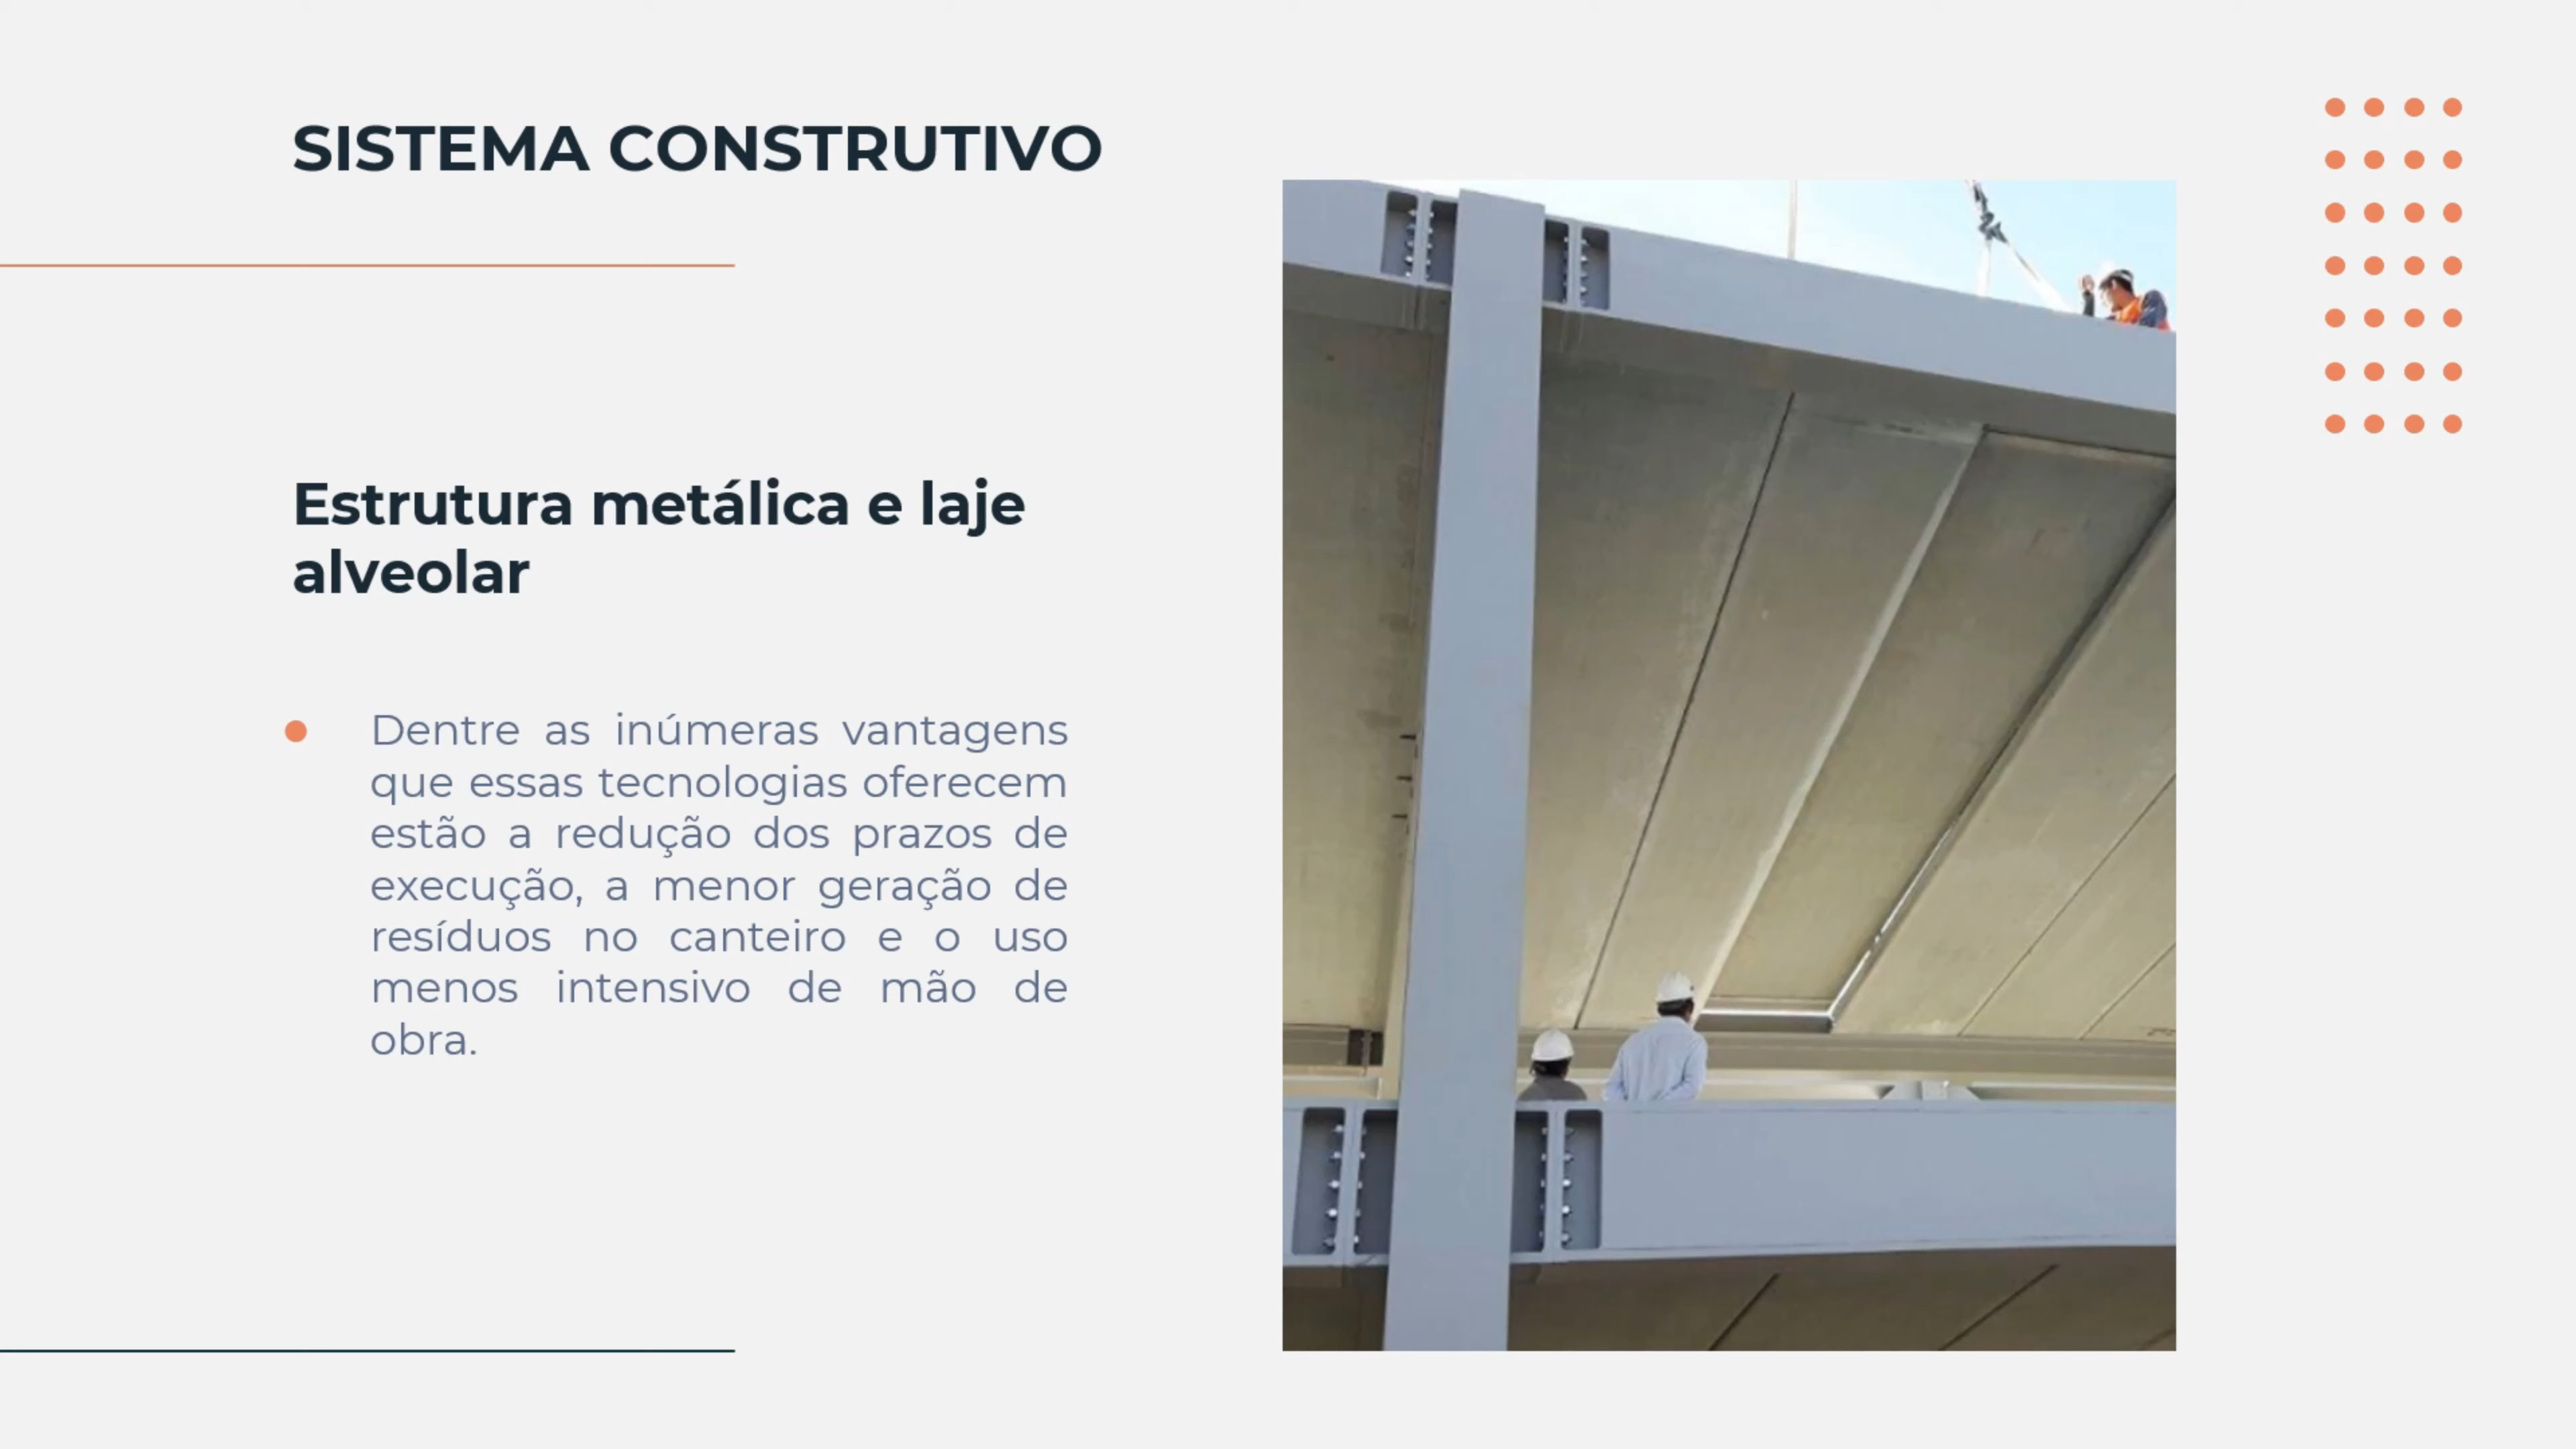 SISTEMA CONSTRUTIVO
Estrutura metálica e laje
alveolar
Dentre as inúmeras vantagens
que essas tecnologias oferecem
estão a redução dos prazos de
execução, a menor geração de
resíduos no canteiro e o uso
menos intensivo de mão de
obra.